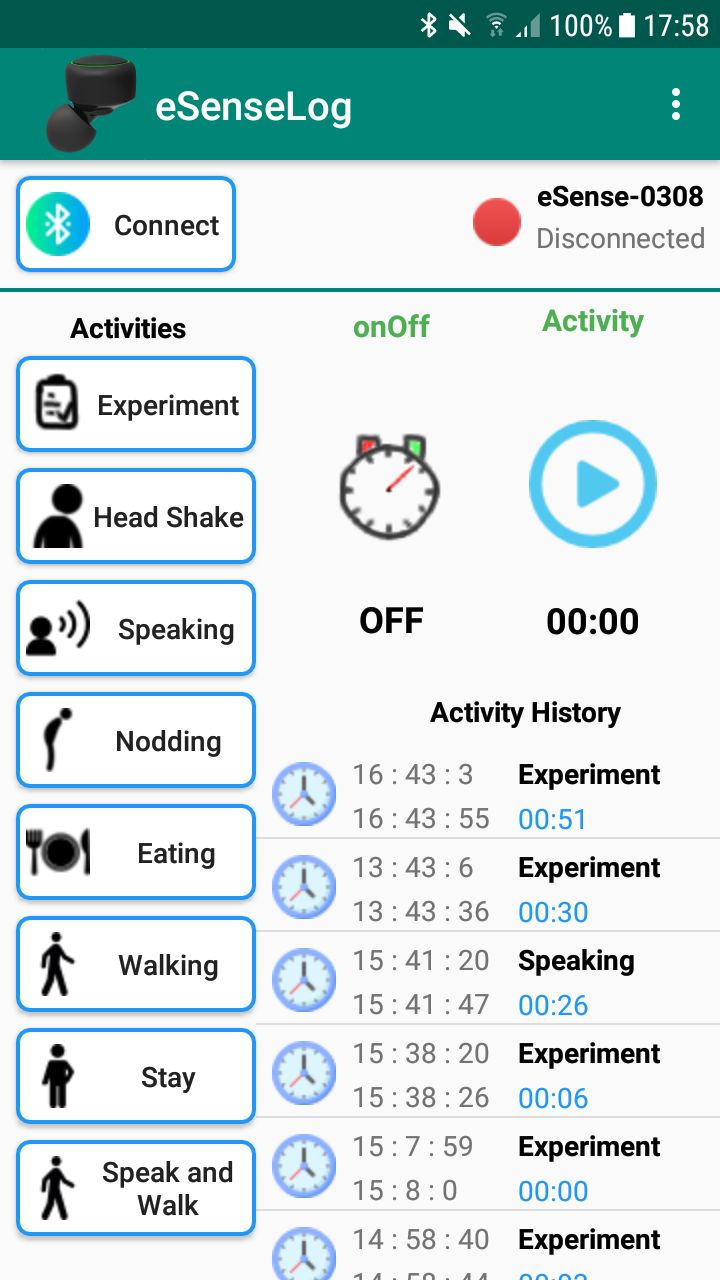 100% 17:58
eSenseLog
Connect
eSense-0308
Disconnected
Activities
Experiment
Head Shake
Speaking
Nodding
Eating
Walking
Stay
Speak and
Walk
onOff
Activity
OFF
00:00
Activity History
16 : 43 : 3 Experiment
16 : 43 : 55 00:51
13 : 43 : 6 Experiment
13 : 43 : 36 00:30
15 : 41 : 20 Speaking
15 : 41 : 47 00:26
15 : 38 : 20 Experiment
15 : 38 : 26 00:06
15 : 7 : 59 Experiment
15 : 8 : 0 00:00
14 : 58 : 40 Experiment